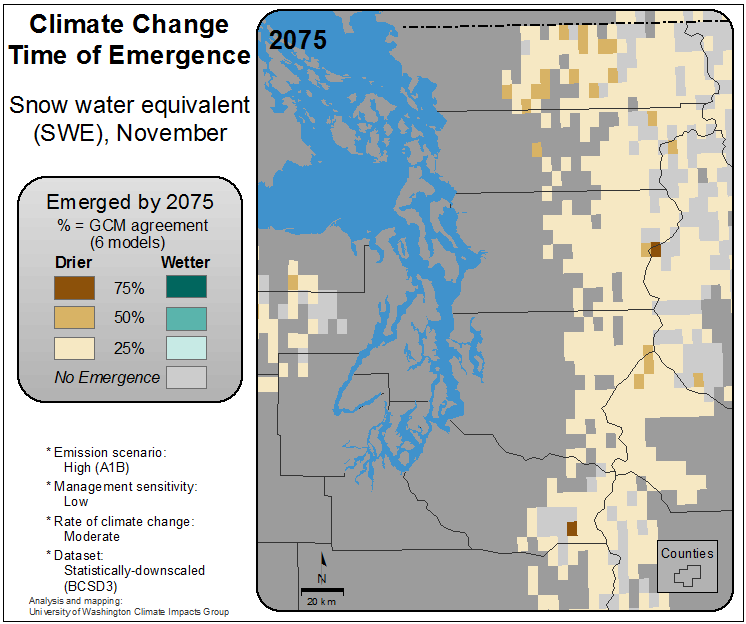 Climate Change
Time of Emergence
Snow water equivalent
(SWE), November
Emerged by 2075
% = GCM agreement
(6 models)
Drier Wetter
75%
50%
25%
No Emergence
* Emission scenario:
High (A1B)
* Management sensitivity:
Low
* Rate of climate change:
Moderate
* Dataset:
Statistically-downscaled
(BCSD3)
Analysis and mapping:
University of Washington Climate Impacts Group
2075
N
20 km
Counties